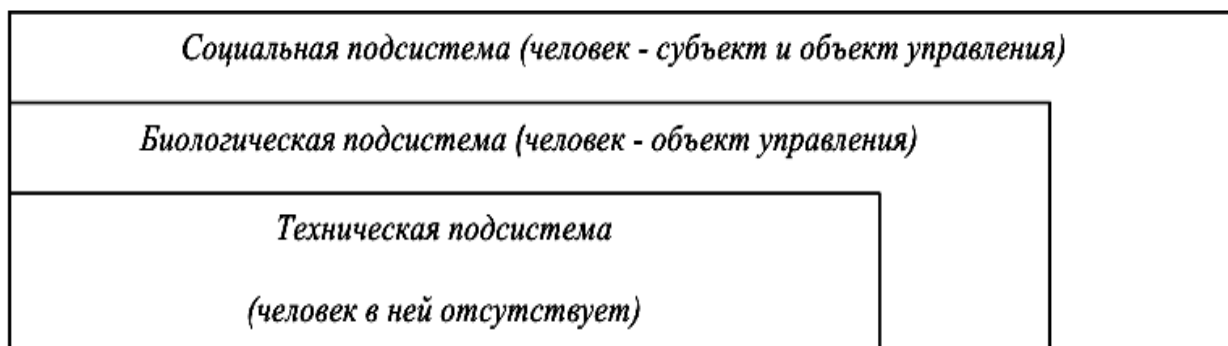 Социальная подсистема (человек - субъект и объект управления)
Биологическая подсистема (человек - объект управления)
Техническая подсистема
(человек в ней отсутствует)